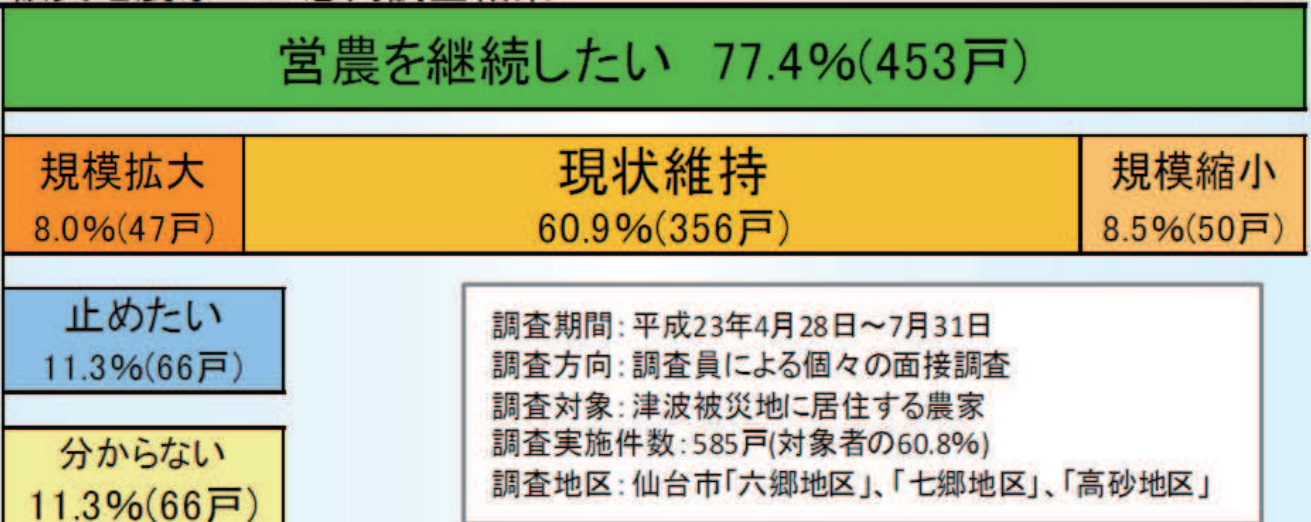 営農を継続したい 77.4%(453戸)
規模拡大
8.0%(47戸)
現状維持
60.9%(356戸)
規模縮小
8.5%(50戸)
止めたい
11.3%(66戸)
分からない
11.3%(66戸)
調査期間:平成23年4月28日~7月31日
調査方向:調査員による個々の面接調査
調査対象:津波被災地に居住する農家
調査実施件数:585戸(対象者の60.8%)
調査地区:仙台市「六郷地区」、「七郷地区」、「高砂地区」